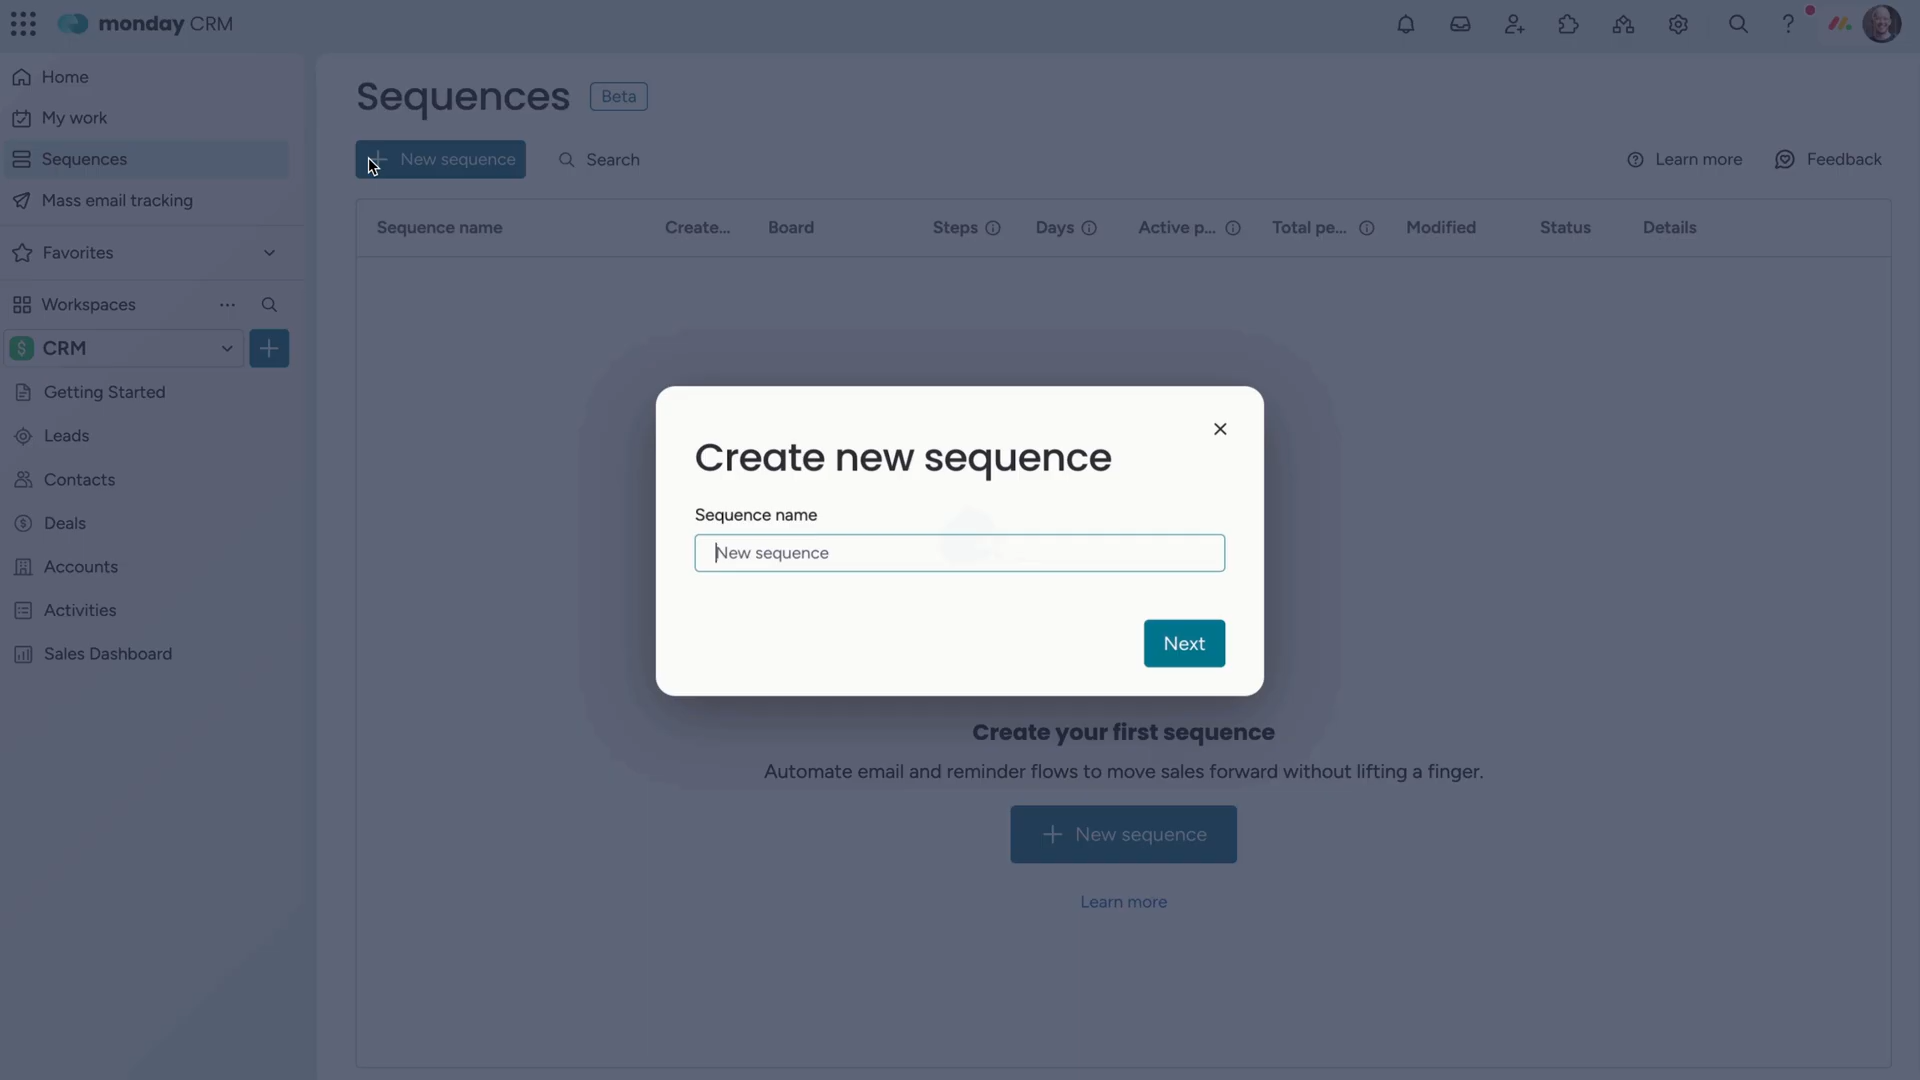 monday CRM
Home
My work
Sequences
Mass email tracking
Favorites
Workspaces
CRM
Getting Started
Leads
Contacts
Deals
Accounts
Activities
Sales Dashboard
Sequences Beta
New sequence Search Learn more Feedback
Sequence name Create... Board Steps Days Active p... Total pe... Modified Status Details
Create new sequence
Sequence name
New sequence
Next
Create your first sequence
Automate email and reminder flows to move sales forward without lifting a finger.
New sequence
Learn more